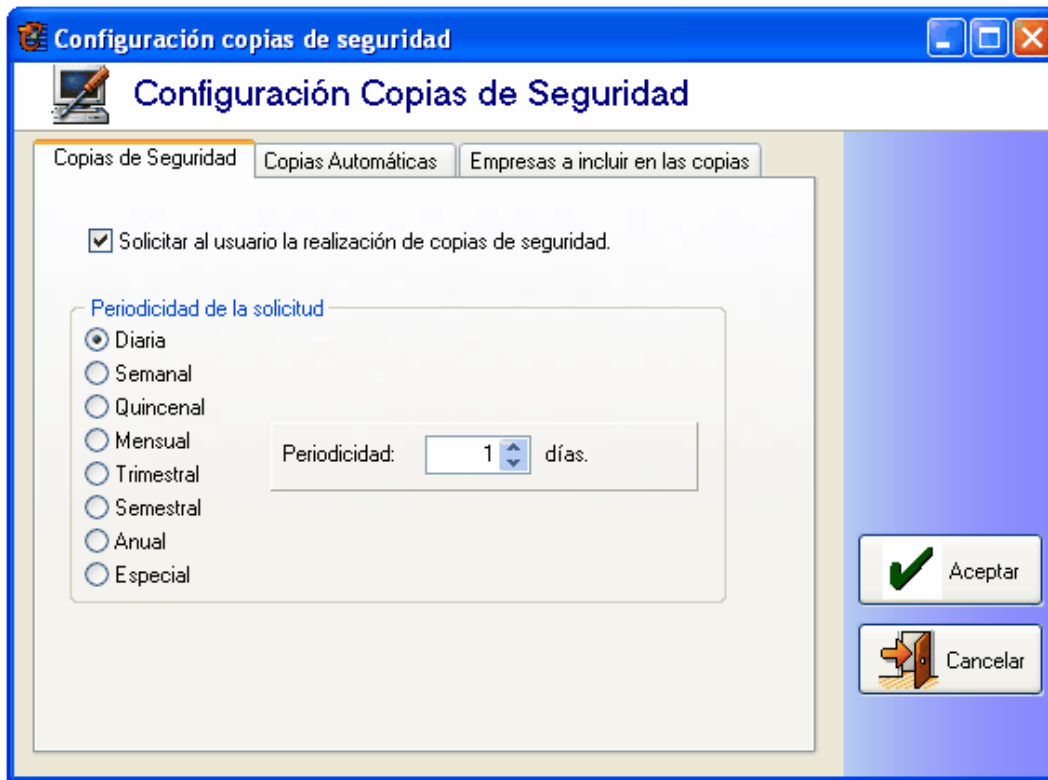 Configuración copias de seguridad
Configuración Copias de Seguridad
Copias de Seguridad
Copias Automáticas
Empresas a incluir en las copias
Solicitar al usuario la realización de copias de seguridad.
Periodicidad de la solicitud
Diaria
Semanal
Quincenal
Mensual
Trimestral
Semestral
Anual
Especial
Periodicidad: 1 días.
Aceptar
Cancelar